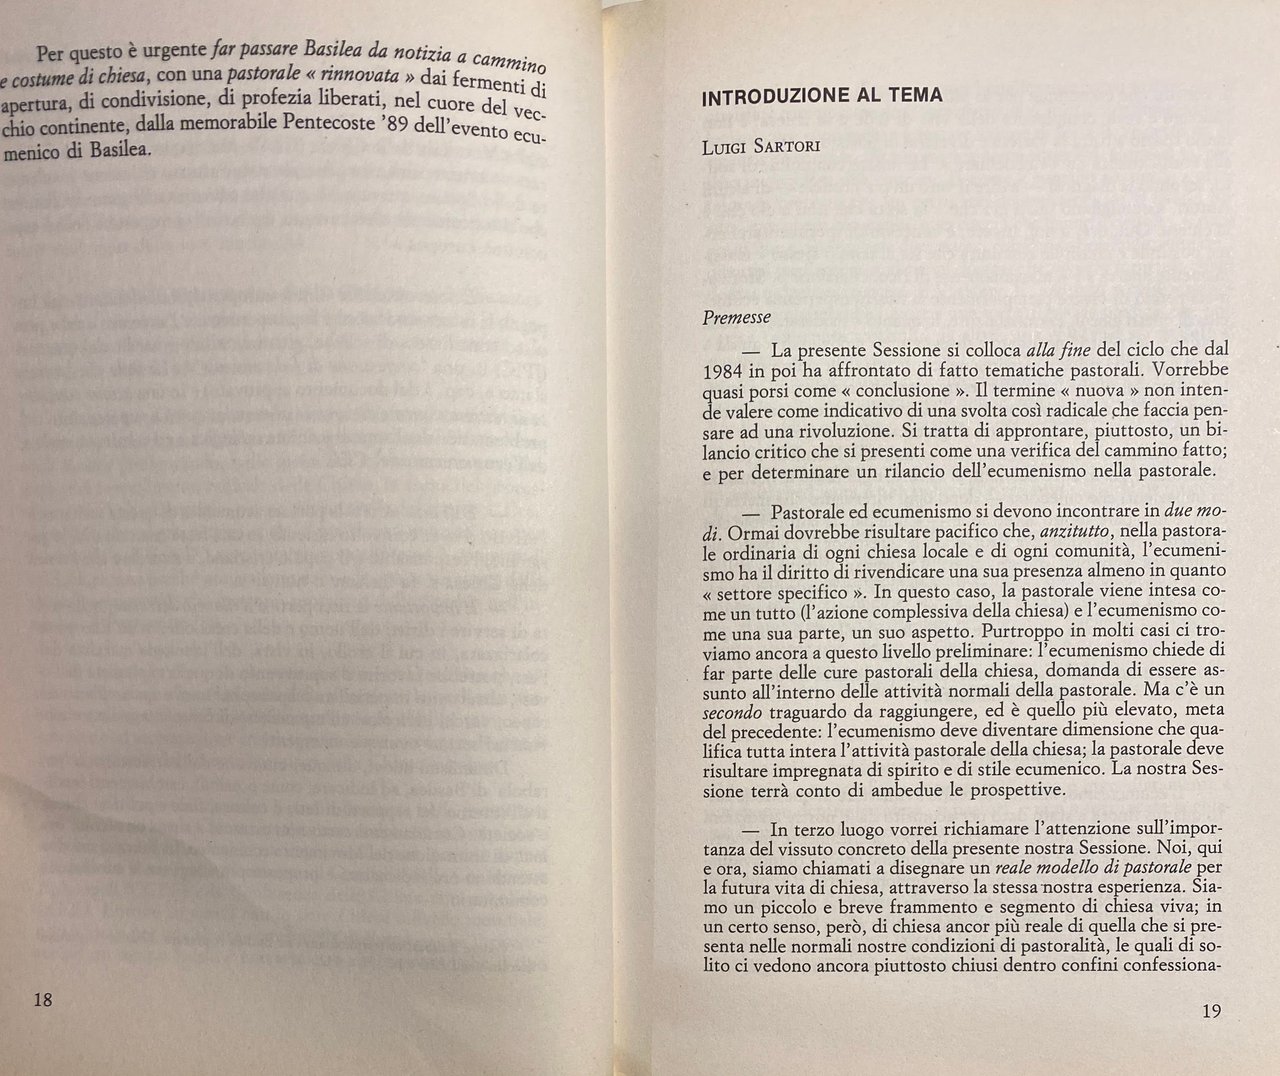 Per questo è urgente far passare Basilea da notizia a cammino
e costume di chiesa, con una pastorale « rinnovata » dai fermenti di
apertura, di condivisione, di profezia liberati, nel cuore del vec-
chio continente, dalla memorabile Pentecoste '89 dell'evento ecu-
menico di Basilea.
18
INTRODUZIONE AL TEMA
LUIGI SARTORI
Premesse
— La presente Sessione si colloca alla fine del ciclo che dal
1984 in poi ha affrontato di fatto tematiche pastorali. Vorrebbe
quasi porsi come « conclusione ». Il termine « nuova » non inten-
de valere come indicativo di una svolta così radicale che faccia pen-
sare ad una rivoluzione. Si tratta di approntare, piuttosto, un bi-
lancio critico che si presenti come una verifica del cammino fatto;
e per determinare un rilancio dell'ecumenismo nella pastorale.
— Pastorale ed ecumenismo si devono incontrare in due mo-
di. Ormai dovrebbe risultare pacifico che, anzitutto, nella pastora-
le ordinaria di ogni chiesa locale e di ogni comunità, l'ecumeni-
smo ha il diritto di rivendicare una sua presenza almeno in quanto
« settore specifico ». In questo caso, la pastorale viene intesa co-
me un tutto (l'azione complessiva della chiesa) e l'ecumenismo co-
me una sua parte, un suo aspetto. Purtroppo in molti casi ci tro-
viamo ancora a questo livello preliminare: l'ecumenismo chiede di
far parte delle cure pastorali della chiesa, domanda di essere as-
sunto all'interno delle attività normali della pastorale. Ma c'è un
secondo traguardo da raggiungere, ed è quello più elevato, meta
del precedente: l'ecumenismo deve diventare dimensione che qua-
lifica tutta intera l'attività pastorale della chiesa; la pastorale deve
risultare impregnata di spirito e di stile ecumenico. La nostra Ses-
sione terrà conto di ambedue le prospettive.
— In terzo luogo vorrei richiamare l'attenzione sull'impor-
tanza del vissuto concreto della presente nostra Sessione. Noi, qui
e ora, siamo chiamati a disegnare un reale modello di pastorale per
la futura vita di chiesa, attraverso la stessa nostra esperienza. Sia-
mo un piccolo e breve frammento e segmento di chiesa viva; in
un certo senso, però, di chiesa ancor più reale di quella che si pre-
senta nelle normali nostre condizioni di pastoralità, le quali di so-
lito ci vedono ancora piuttosto chiusi dentro confini confessiona-
19